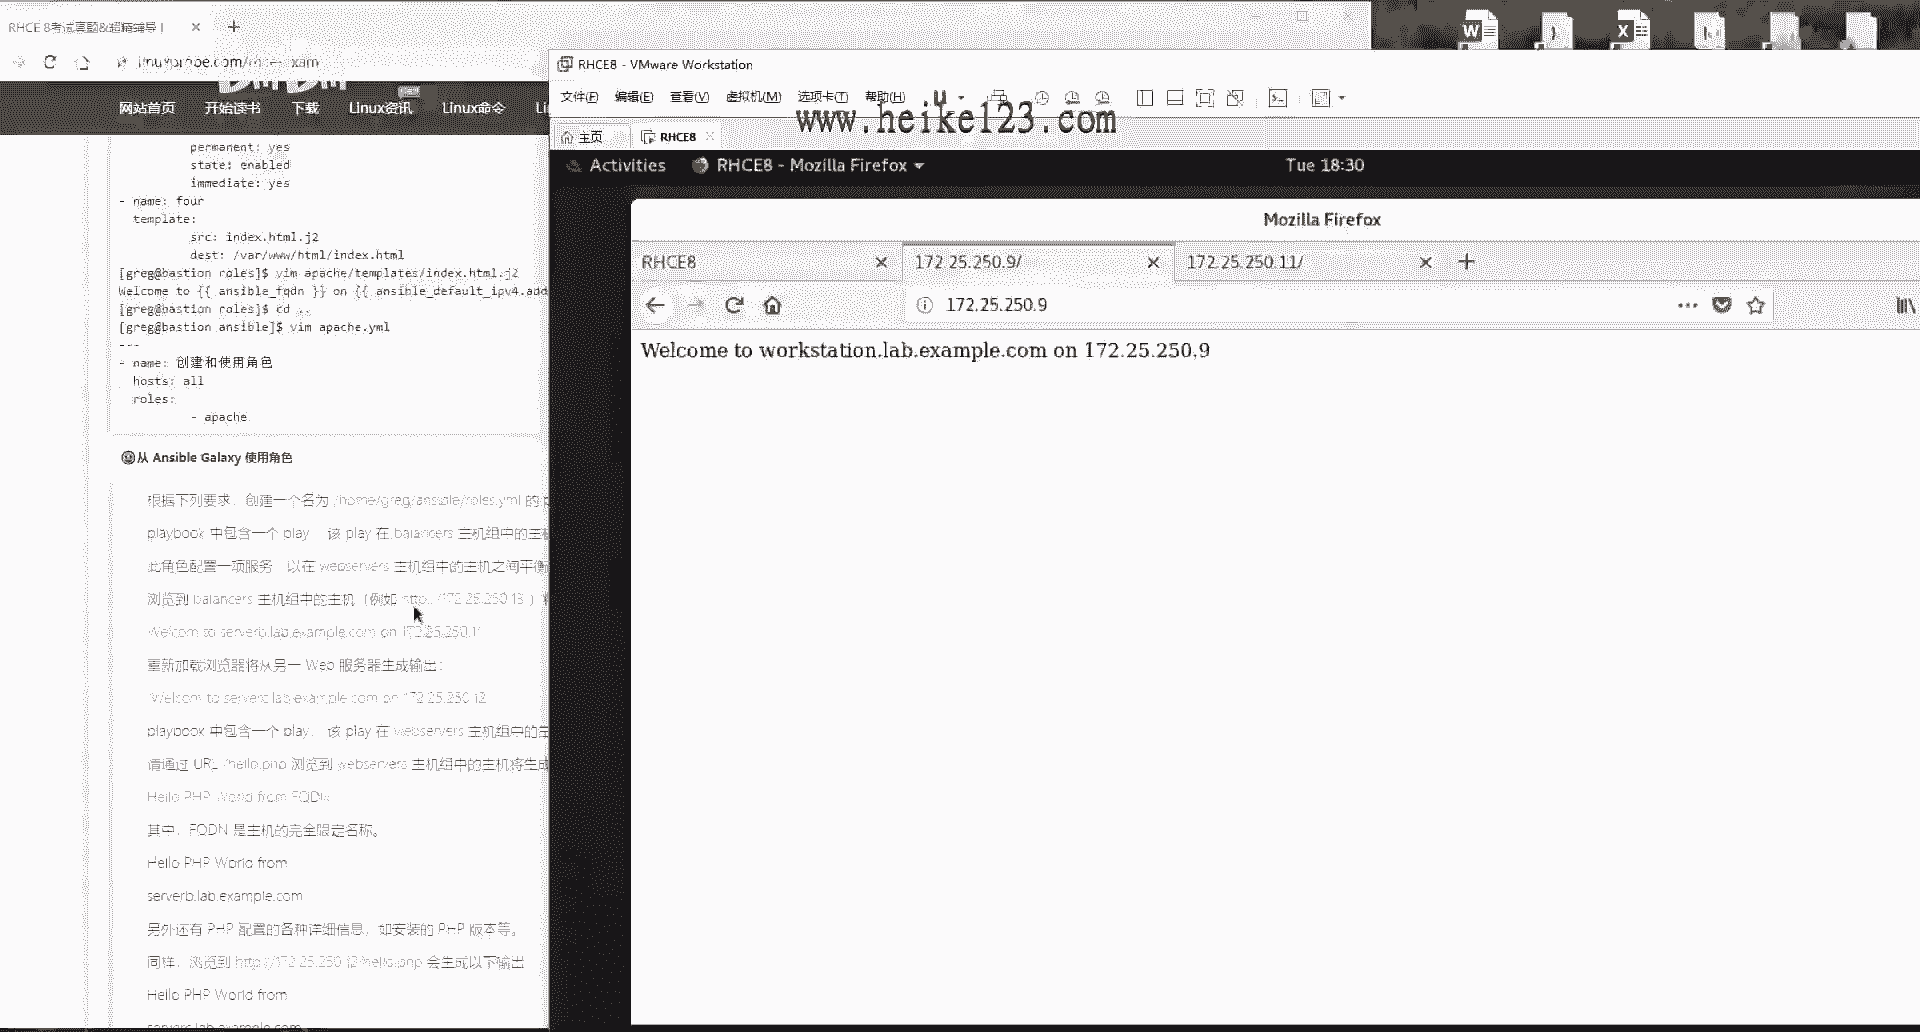 RHCE 8考试真题&超精辅导 |
网站首页 开始读书 下载 Linux资讯 Linux命令
permanent: yes
state: enabled
immediate: yes
- name: four
template:
src: index.html.j2
dest: /var/www/html/index.html
[greg@bastion roles]$ vim apache/templates/index.html.j2
Welcome to {{ ansible_fqdn }} on {{ ansible_default_ipv4.add
[greg@bastion roles]$ cd ..
[greg@bastion ansible]$ vim apache.yml
---
- name: 创建和使用角色
hosts: all
roles:
- apache
从 Ansible Galaxy 使用角色
根据下列要求，创建一个名为 /home/greg/ansible/roles.yml 的
playbook 中包含一个 play， 该 play 在 balancers 主机组中的主机
此角色配置一项服务，以在 webservers 主机组中的主机之间平衡
浏览到 balancers 主机组中的主机（例如 http://172.25.250.13 ）
Welcom to serverb.lab.example.com on 172.25.250.11
重新加载浏览器将从另一 Web 服务器生成输出：
Welcom to serverc.lab.example.com on 172.25.250.12
playbook 中包含一个 play， 该 play 在 webservers 主机组中的主
请通过 URL /hello.php 浏览到 webservers 主机组中的主机将生成
Hello PHP World from FQDN
其中，FQDN 是主机的完全限定名称。
Hello PHP World from
serverb.lab.example.com
另外还有 PHP 配置的各种详细信息，如安装的 PHP 版本等。
同样，浏览到 http://172.25.250.12/hello.php 会生成以下输出
Hello PHP World from
serverc.lab.example.com
RHCE8 - VMware Workstation
文件(F) 编辑(E) 查看(V) 虚拟机(M) 选项卡(T) 帮助(H)
www.heike123.com
主页 RHCE8
Activities RHCE8 - Mozilla Firefox Tue 18:30
Mozilla Firefox
RHCE8 172.25.250.9/ 172.25.250.11/
172.25.250.9
Welcome to workstation.lab.example.com on 172.25.250.9